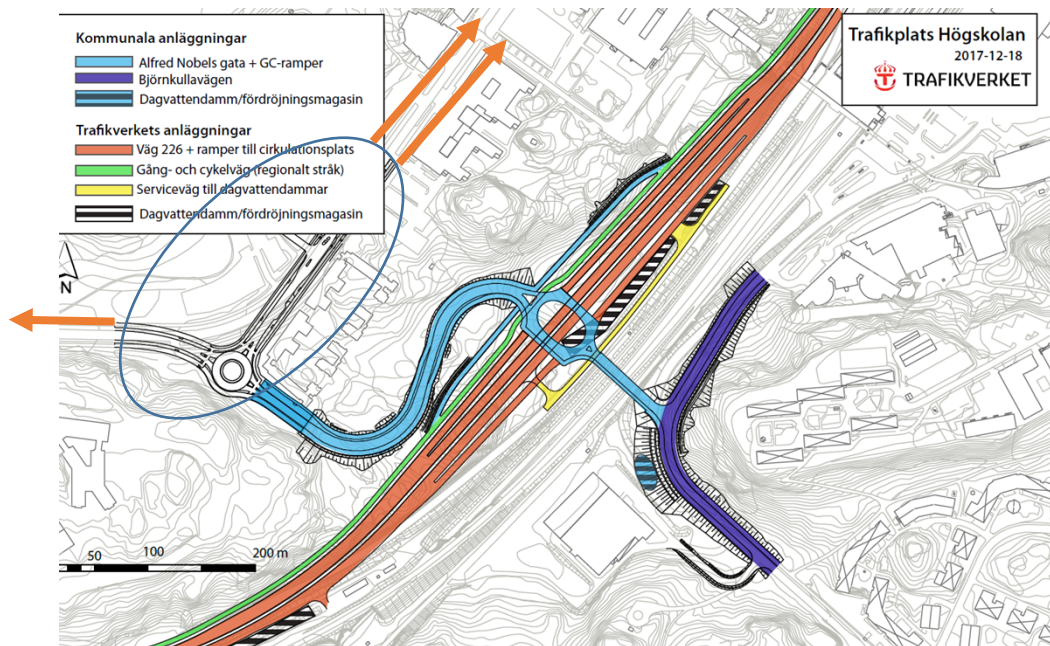 Kommunala anläggningar
Alfred Nobels gata + GC-ramper
Björnkullavägen
Dagvattendamm/fördröjningsmagasin
Trafikverkets anläggningar
Väg 226 + ramper till cirkulationsplats
Gång- och cykelväg (regionalt stråk)
Serviceväg till dagvattendammar
Dagvattendamm/fördröjningsmagasin
Trafikplats Högskolan
2017-12-18
TRAFIKVERKET
N
50 100 200 m